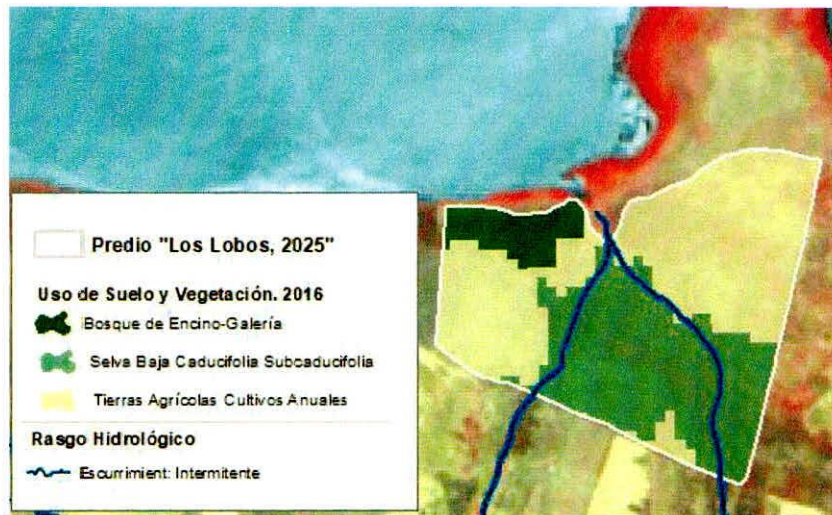 Predio "Los Lobos, 2025"
Uso de Suelo y Vegetación. 2016
Bosque de Encino-Galería
Selva Baja Caducifolia Subcaducifolia
Tierras Agrícolas Cultivos Anuales
Rasgo Hidrológico
Escurrimient: Intermitente